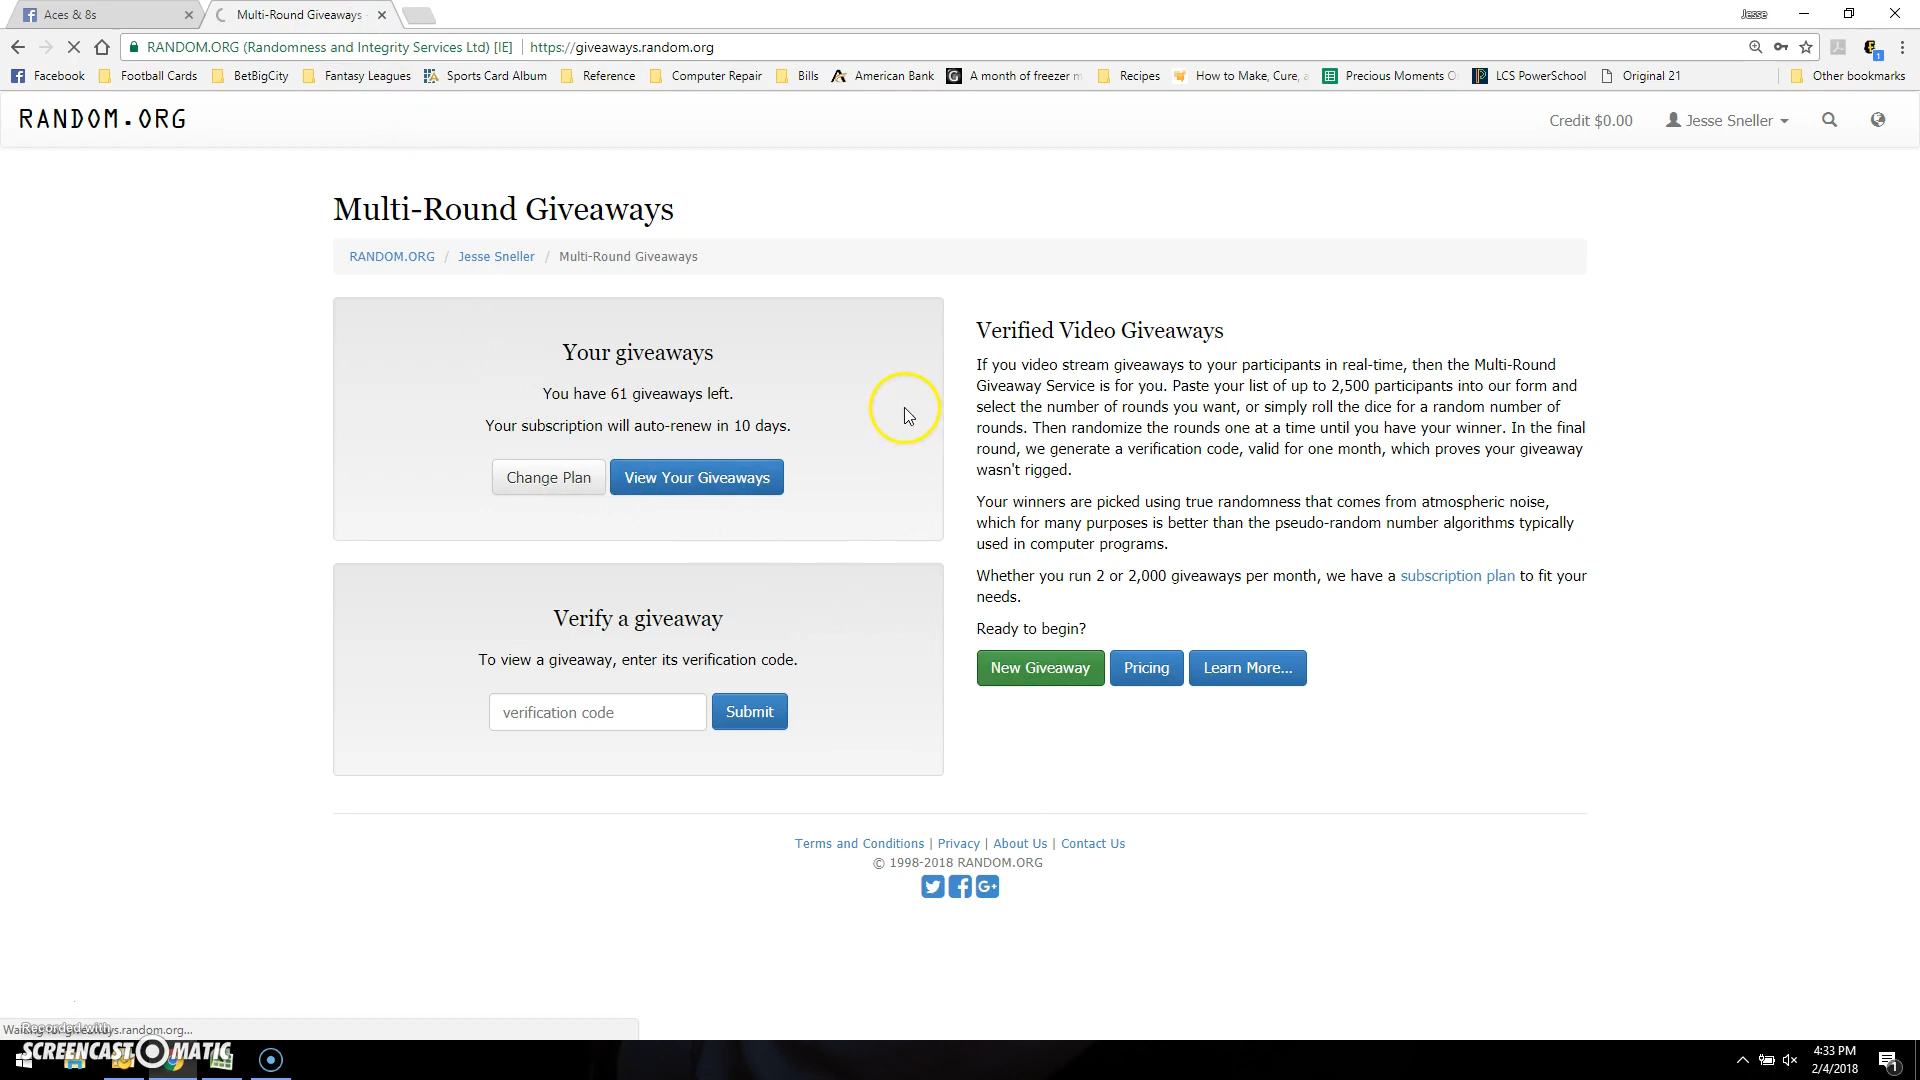 Aces & 8s
Multi-Round Giveaways
Jesse
RANDOM.ORG (Randomness and Integrity Services Ltd) [IE]
https://giveaways.random.org
Facebook
Football Cards
BetBigCity
Fantasy Leagues
Sports Card Album
Reference
Computer Repair
Bills
American Bank
A month of freezer m
Recipes
How to Make, Cure, a
Precious Moments O
LCS PowerSchool
Original 21
Other bookmarks
RANDOM.ORG
Credit $0.00
Jesse Sneller
Multi-Round Giveaways
RANDOM.ORG / Jesse Sneller / Multi-Round Giveaways
Your giveaways
You have 61 giveaways left.
Your subscription will auto-renew in 10 days.
Change Plan
View Your Giveaways
Verify a giveaway
To view a giveaway, enter its verification code.
verification code
Submit
Verified Video Giveaways
If you video stream giveaways to your participants in real-time, then the Multi-Round
Giveaway Service is for you. Paste your list of up to 2,500 participants into our form and
select the number of rounds you want, or simply roll the dice for a random number of
rounds. Then randomize the rounds one at a time until you have your winner. In the final
round, we generate a verification code, valid for one month, which proves your giveaway
wasn't rigged.
Your winners are picked using true randomness that comes from atmospheric noise,
which for many purposes is better than the pseudo-random number algorithms typically
used in computer programs.
Whether you run 2 or 2,000 giveaways per month, we have a subscription plan to fit your
needs.
Ready to begin?
New Giveaway
Pricing
Learn More...
Terms and Conditions | Privacy | About Us | Contact Us
© 1998-2018 RANDOM.ORG
Waiting for giveaways.random.org...
Recorded with
SCREENCAST-O-MATIC
4:33 PM
2/4/2018
1